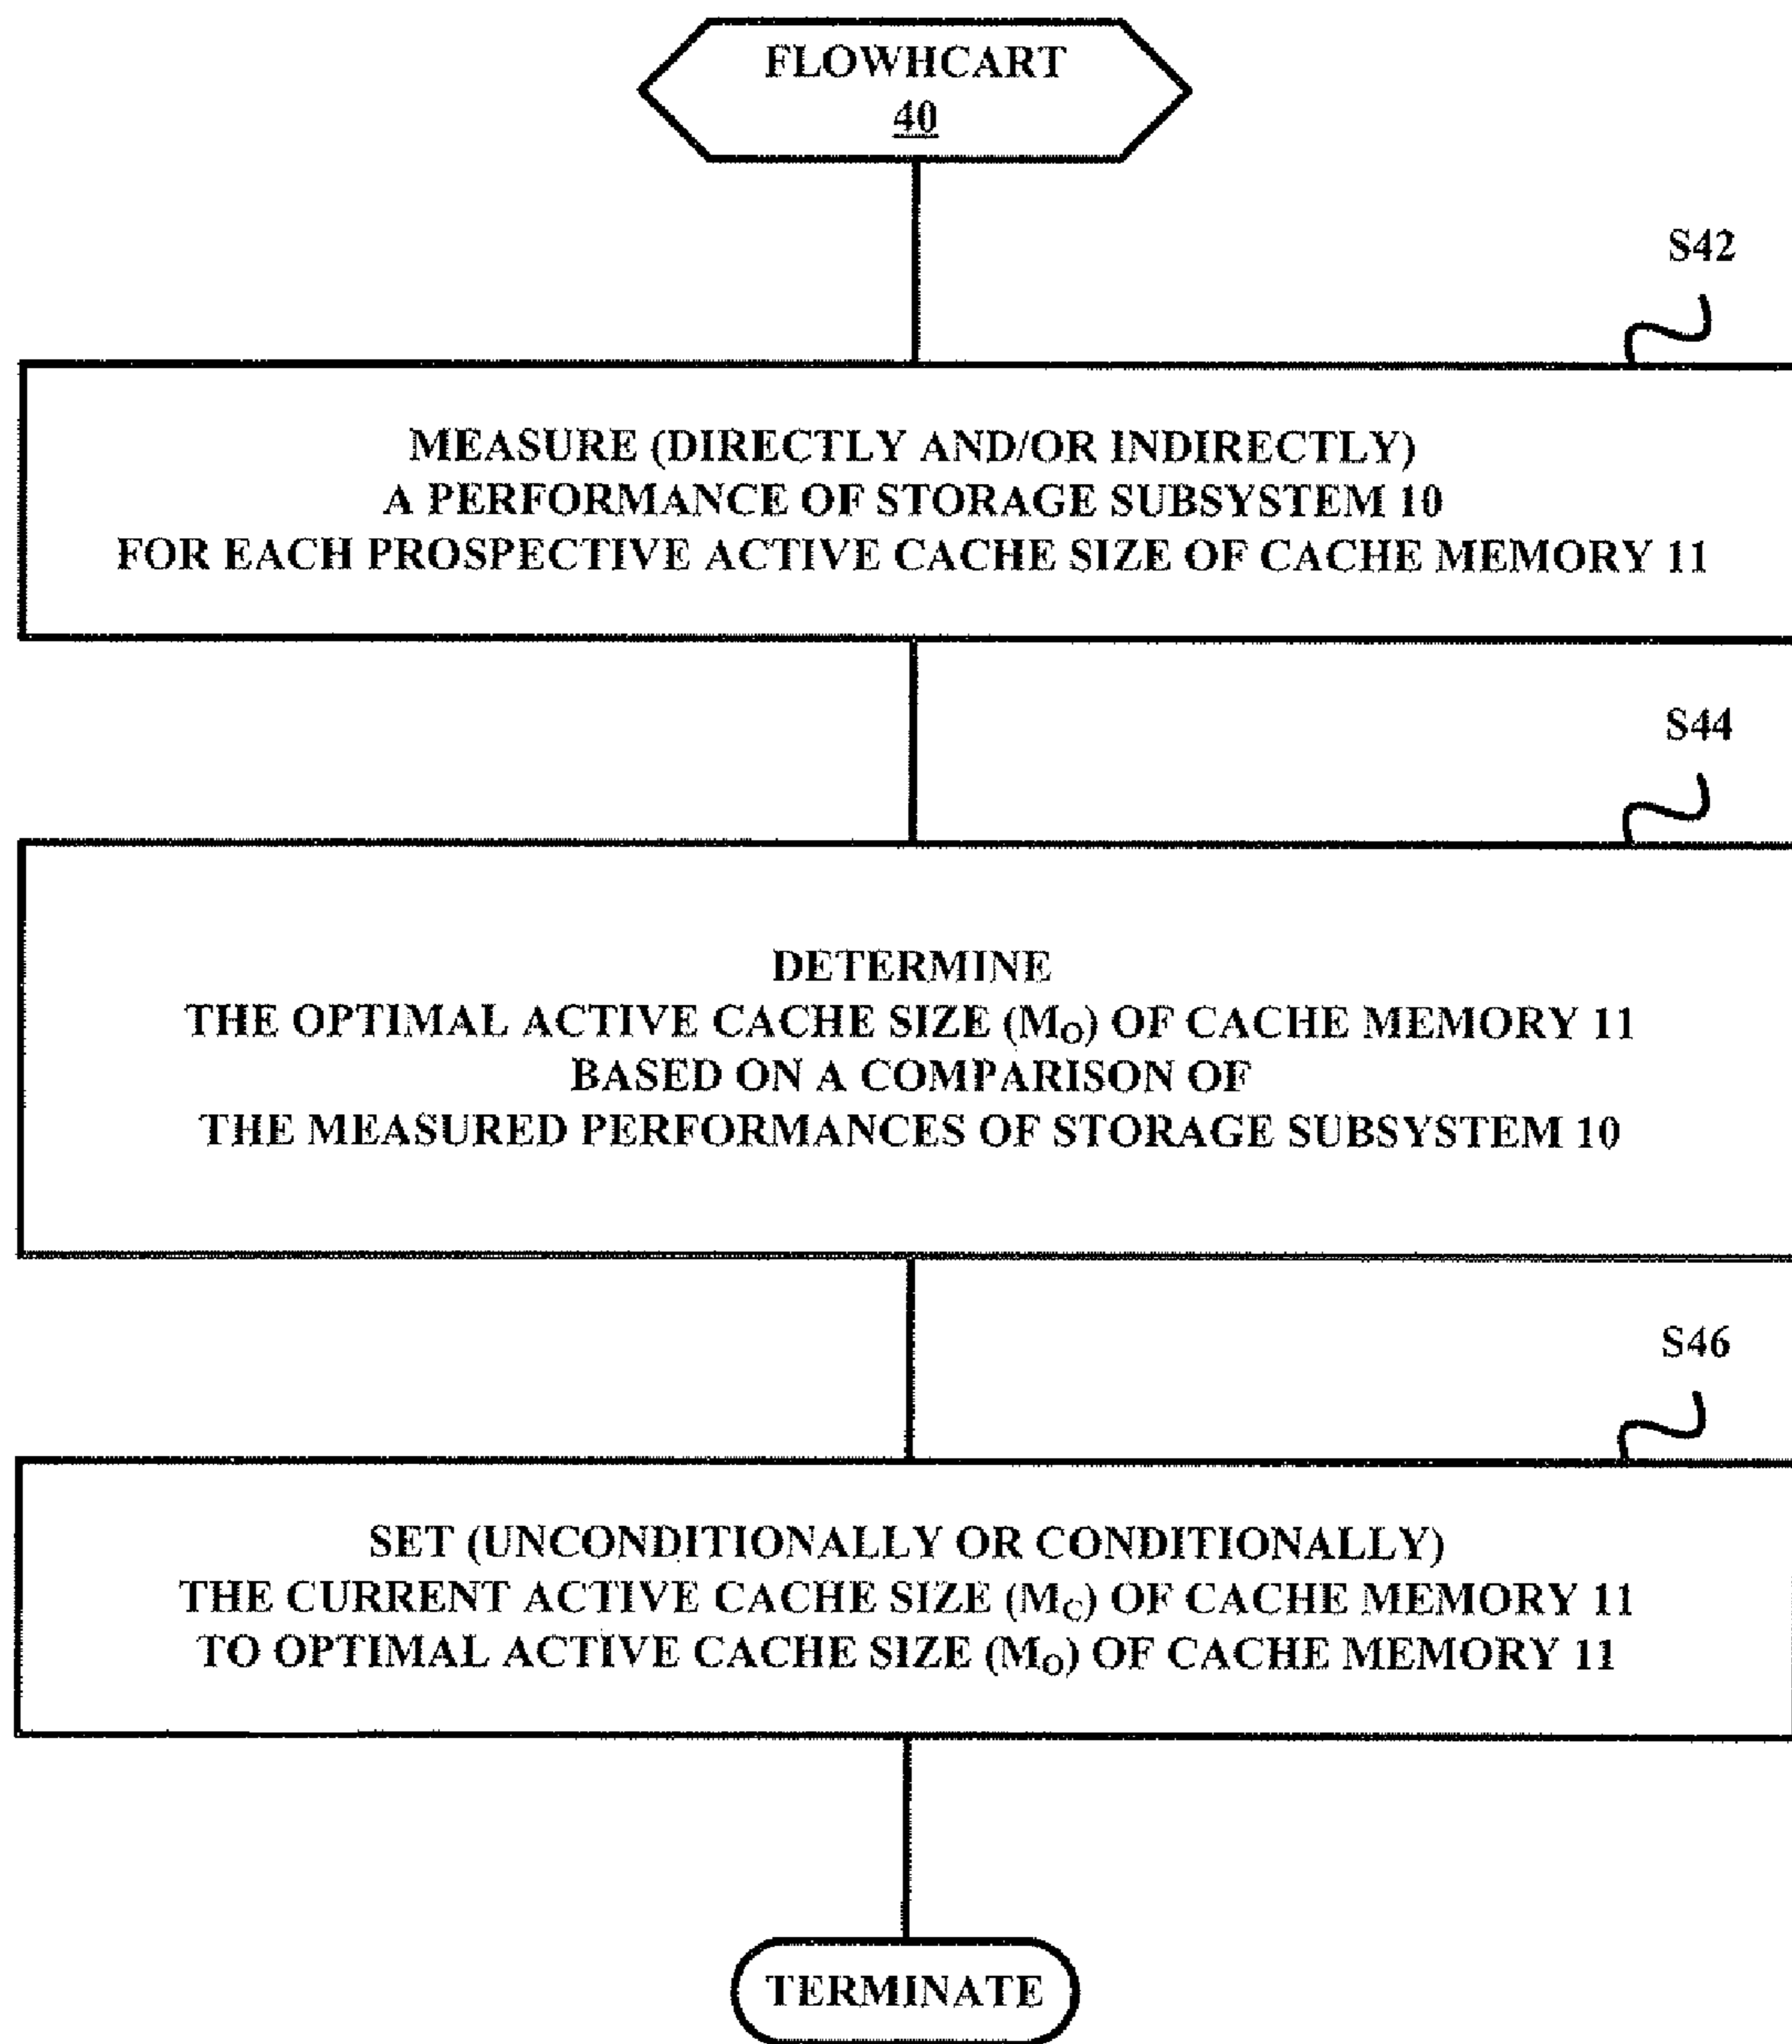 FLOWHCART
40
S42
MEASURE (DIRECTLY AND/OR INDIRECTLY)
A PERFORMANCE OF STORAGE SUBSYSTEM 10
FOR EACH PROSPECTIVE ACTIVE CACHE SIZE OF CACHE MEMORY 11
S44
DETERMINE
THE OPTIMAL ACTIVE CACHE SIZE (MO) OF CACHE MEMORY 11
BASED ON A COMPARISON OF
THE MEASURED PERFORMANCES OF STORAGE SUBSYSTEM 10
S46
SET (UNCONDITIONALLY OR CONDITIONALLY)
THE CURRENT ACTIVE CACHE SIZE (MC) OF CACHE MEMORY 11
TO OPTIMAL ACTIVE CACHE SIZE (MO) OF CACHE MEMORY 11
TERMINATE